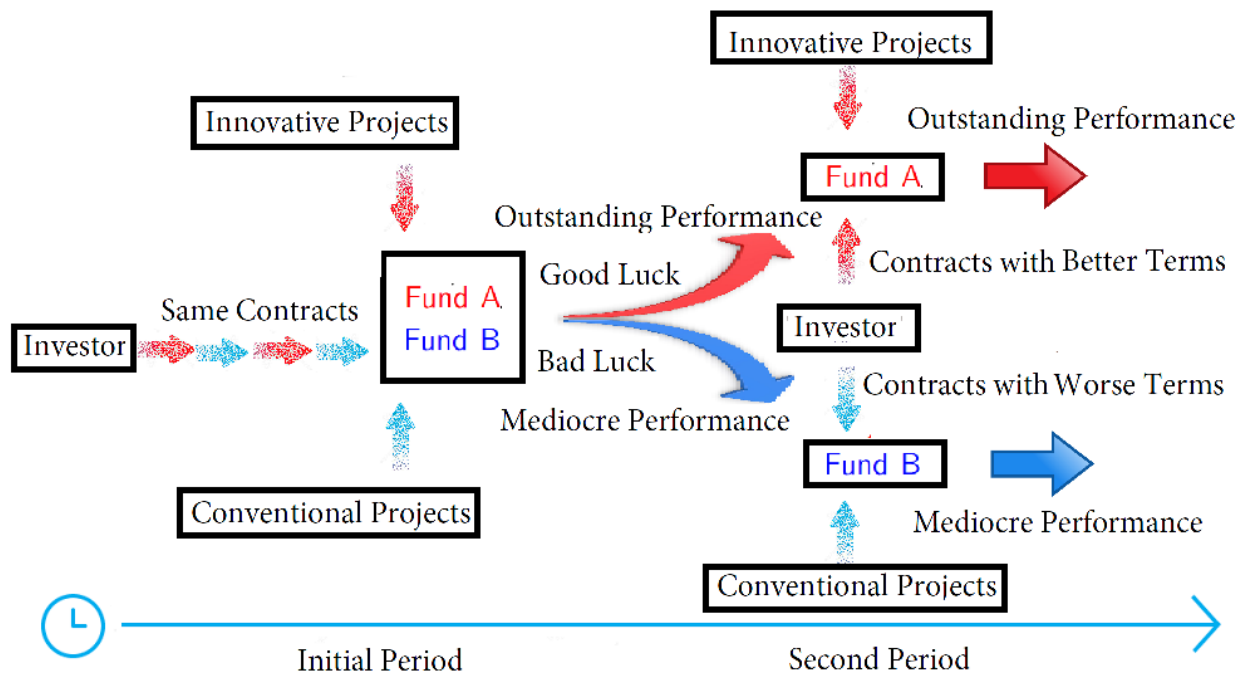 Innovative Projects
Innovative Projects
Outstanding Performance
Fund A
Outstanding Performance
Good Luck
Contracts with Better Terms
Same Contracts
Fund A
Fund B
Investor
Investor
Bad Luck
Contracts with Worse Terms
Mediocre Performance
Fund B
Conventional Projects
Mediocre Performance
Conventional Projects
Initial Period
Second Period